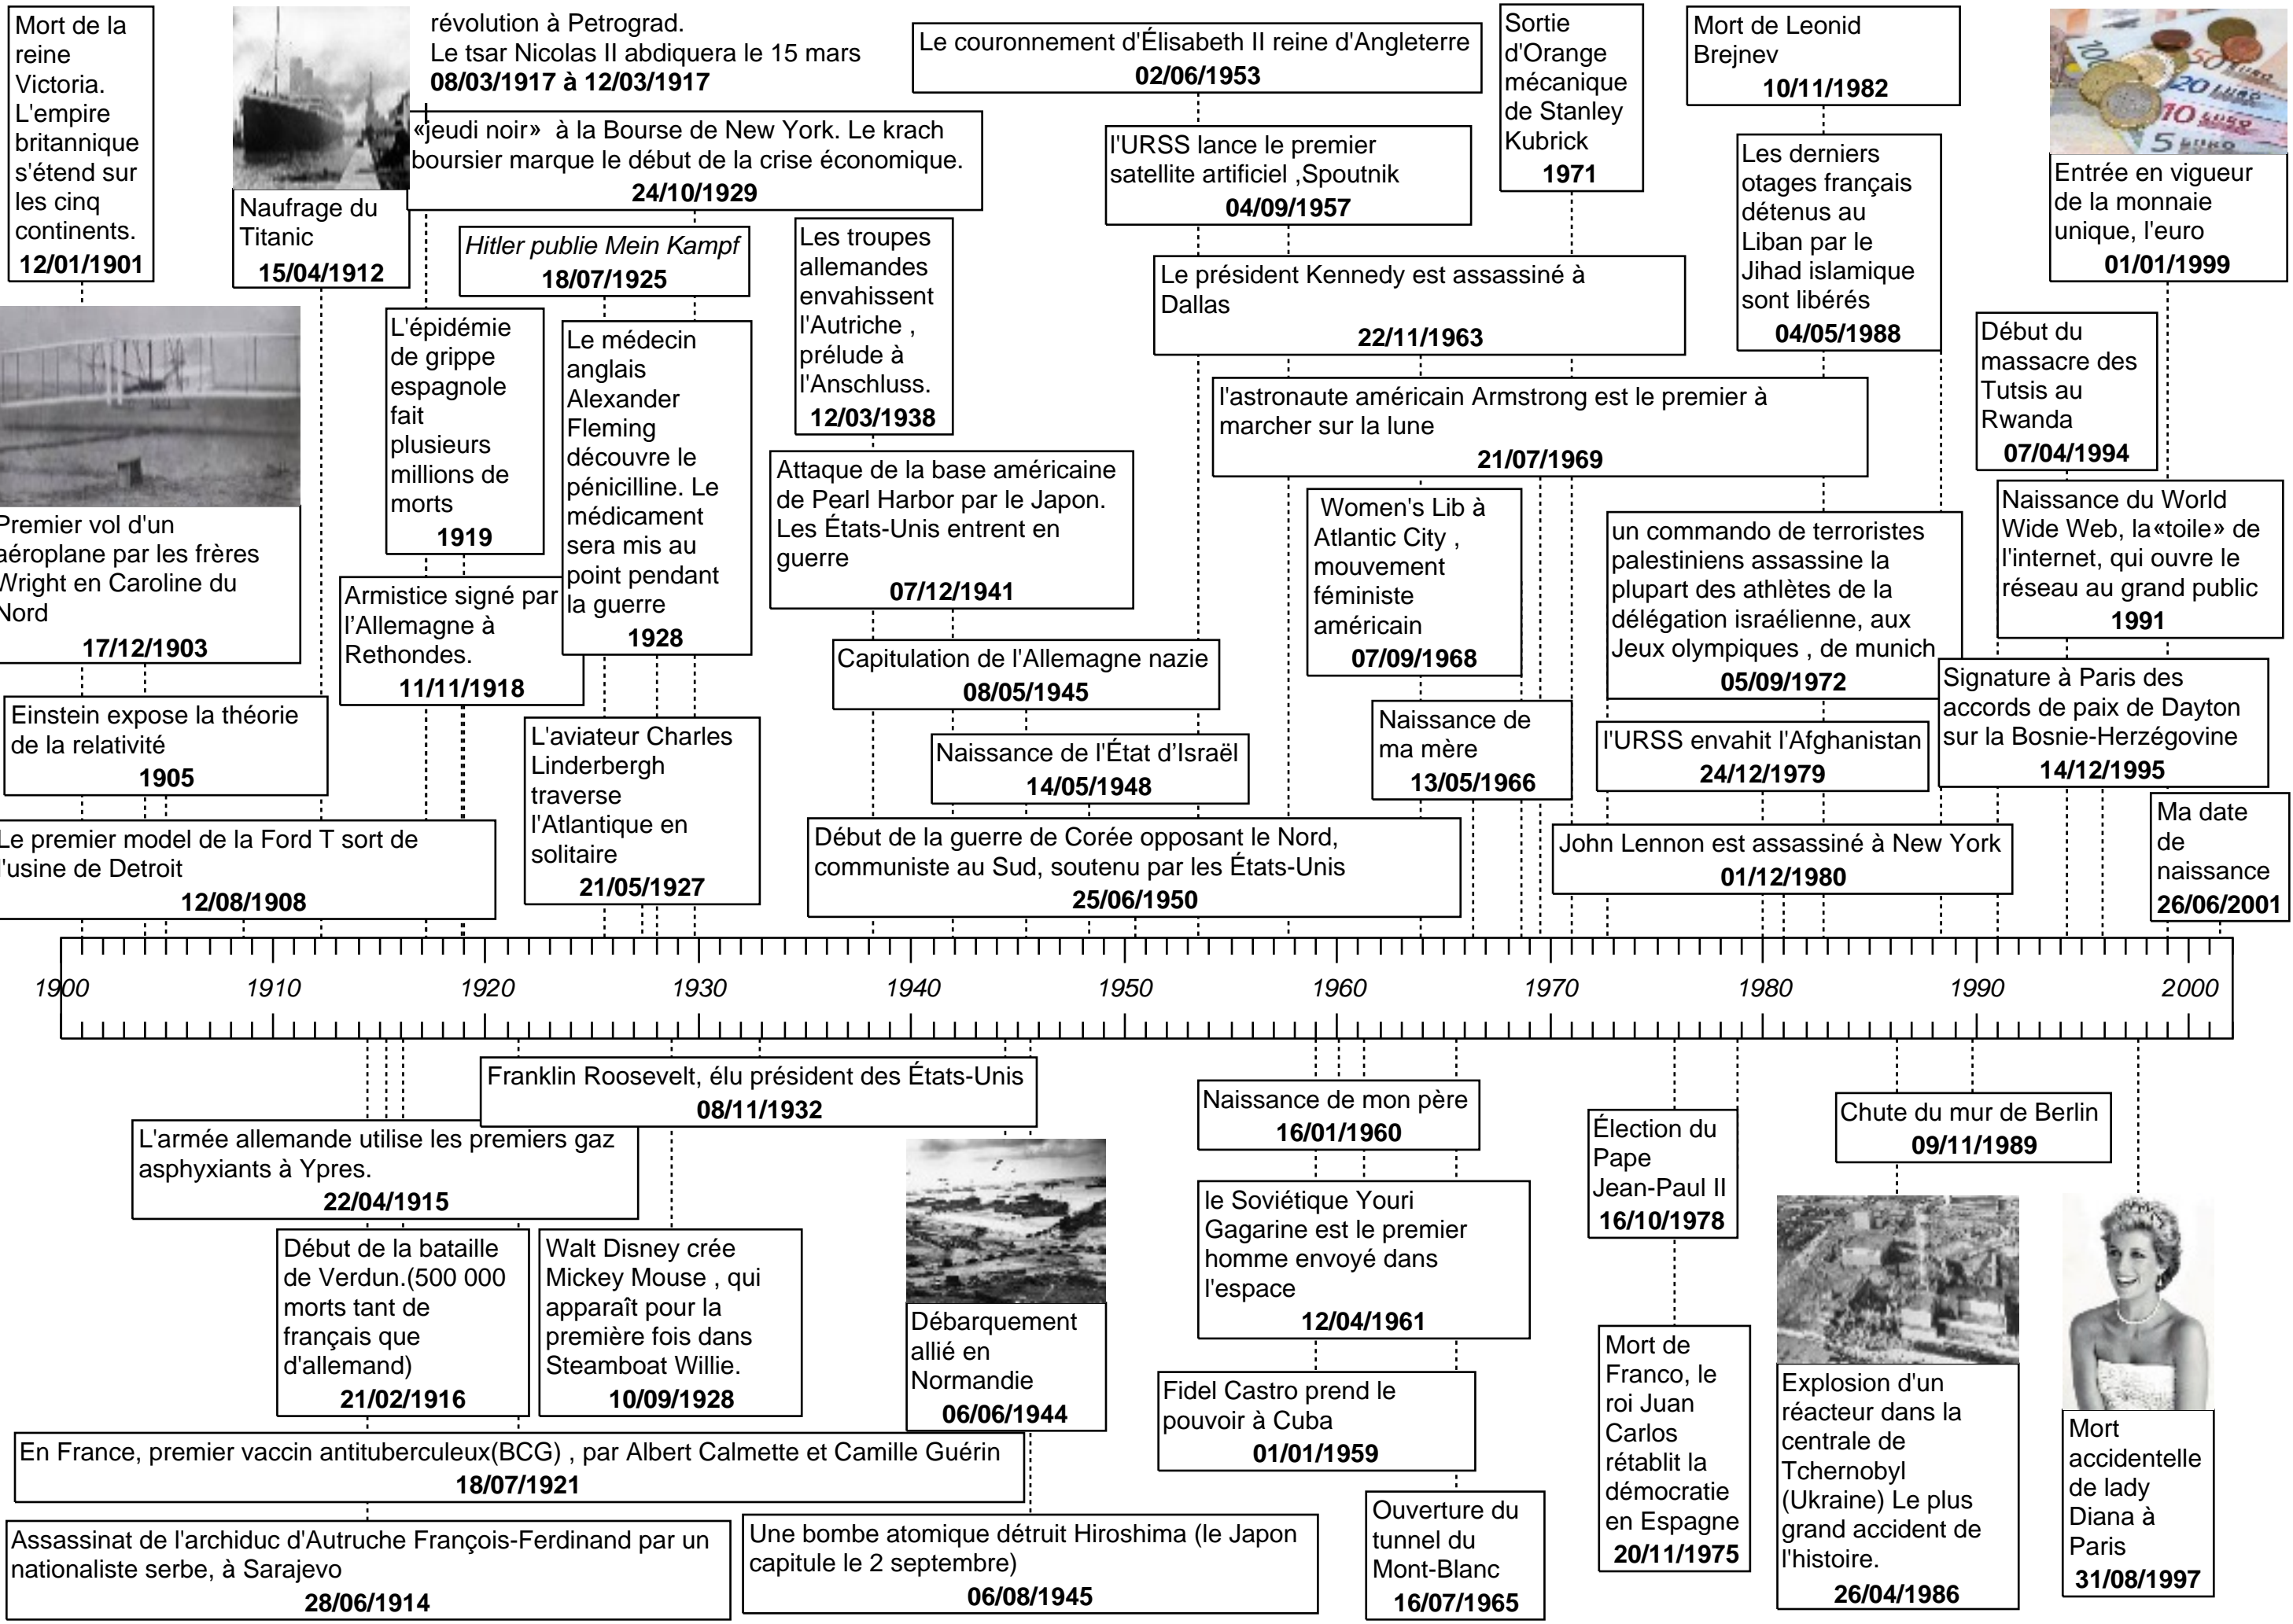 Mort de la
reine
Victoria.
L'empire
britannique
s'étend sur
les cinq
continents.
12/01/1901
Naufrage du
Titanic
15/04/1912
révolution à Petrograd.
Le tsar Nicolas II abdiquera le 15 mars
08/03/1917 à 12/03/1917
«jeudi noir» à la Bourse de New York. Le krach
boursier marque le début de la crise économique.
24/10/1929
Hitler publie Mein Kampf
18/07/1925
Les troupes
allemandes
envahissent
l'Autriche ,
prélude à
l'Anschluss.
12/03/1938
Le couronnement d'Élisabeth II reine d'Angleterre
02/06/1953
l'URSS lance le premier
satellite artificiel ,Spoutnik
04/09/1957
Sortie
d'Orange
mécanique
de Stanley
Kubrick
1971
Le président Kennedy est assassiné à
Dallas
22/11/1963
Mort de Leonid
Brejnev
10/11/1982
Les derniers
otages français
détenus au
Liban par le
Jihad islamique
sont libérés
04/05/1988
Entrée en vigueur
de la monnaie
unique, l'euro
01/01/1999
Premier vol d'un
aéroplane par les frères
Wright en Caroline du
Nord
17/12/1903
L'épidémie
de grippe
espagnole
fait
plusieurs
millions de
morts
1919
Le médecin
anglais
Alexander
Fleming
découvre le
pénicilline. Le
médicament
sera mis au
point pendant
la guerre
1928
Armistice signé par
l'Allemagne à
Rethondes.
11/11/1918
Attaque de la base américaine
de Pearl Harbor par le Japon.
Les États-Unis entrent en
guerre
07/12/1941
l'astronaute américain Armstrong est le premier à
marcher sur la lune
21/07/1969
Women's Lib à
Atlantic City ,
mouvement
féministe
américain
07/09/1968
un commando de terroristes
palestiniens assassine la
plupart des athlètes de la
délégation israélienne, aux
Jeux olympiques , de munich
05/09/1972
Début du
massacre des
Tutsis au
Rwanda
07/04/1994
Naissance du World
Wide Web, la«toile» de
l'internet, qui ouvre le
réseau au grand public
1991
Einstein expose la théorie
de la relativité
1905
Le premier model de la Ford T sort de
l'usine de Detroit
12/08/1908
L'aviateur Charles
Linderbergh
traverse
l'Atlantique en
solitaire
21/05/1927
Capitulation de l'Allemagne nazie
08/05/1945
Naissance de l'État d'Israël
14/05/1948
Début de la guerre de Corée opposant le Nord,
communiste au Sud, soutenu par les États-Unis
25/06/1950
Naissance de
ma mère
13/05/1966
l'URSS envahit l'Afghanistan
24/12/1979
John Lennon est assassiné à New York
01/12/1980
Signature à Paris des
accords de paix de Dayton
sur la Bosnie-Herzégovine
14/12/1995
Ma date
de
naissance
26/06/2001
1900 1910 1920 1930 1940 1950 1960 1970 1980 1990 2000
Franklin Roosevelt, élu président des États-Unis
08/11/1932
L'armée allemande utilise les premiers gaz
asphyxiants à Ypres.
22/04/1915
Début de la bataille
de Verdun.(500 000
morts tant de
français que
d'allemand)
21/02/1916
Walt Disney crée
Mickey Mouse , qui
apparaît pour la
première fois dans
Steamboat Willie.
10/09/1928
Débarquement
allié en
Normandie
06/06/1944
En France, premier vaccin antituberculeux(BCG) , par Albert Calmette et Camille Guérin
18/07/1921
Assassinat de l'archiduc d'Autruche François-Ferdinand par un
nationaliste serbe, à Sarajevo
28/06/1914
Une bombe atomique détruit Hiroshima (le Japon
capitule le 2 septembre)
06/08/1945
Naissance de mon père
16/01/1960
le Soviétique Youri
Gagarine est le premier
homme envoyé dans
l'espace
12/04/1961
Fidel Castro prend le
pouvoir à Cuba
01/01/1959
Ouverture du
tunnel du
Mont-Blanc
16/07/1965
Élection du
Pape
Jean-Paul II
16/10/1978
Mort de
Franco, le
roi Juan
Carlos
rétablit la
démocratie
en Espagne
20/11/1975
Chute du mur de Berlin
09/11/1989
Explosion d'un
réacteur dans la
centrale de
Tchernobyl
(Ukraine) Le plus
grand accident de
l'histoire.
26/04/1986
Mort
accidentelle
de lady
Diana à
Paris
31/08/1997
100
50 EURO
20 EURO
10 EURO
5 EURO